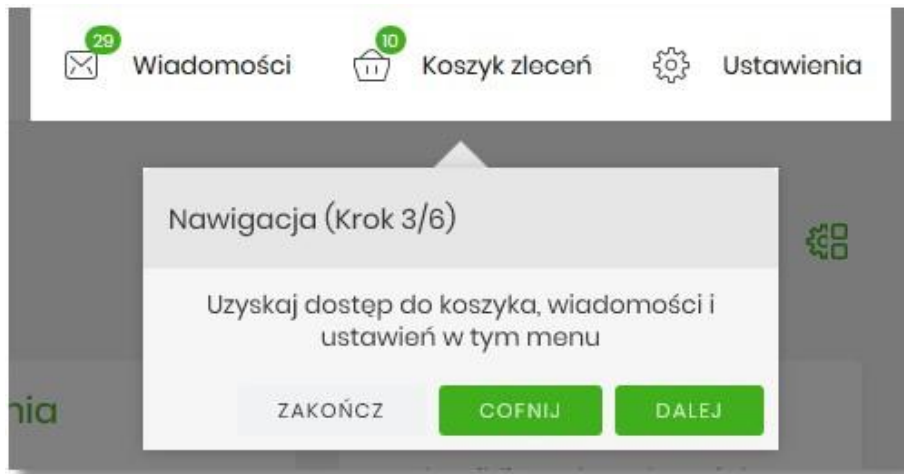 29 Wiadomości 10 Koszyk zleceń Ustawienia
Nawigacja (Krok 3/6)
Uzyskaj dostęp do koszyka, wiadomości i
ustawień w tym menu
nia
ZAKOŃCZ COFNIJ DALEJ